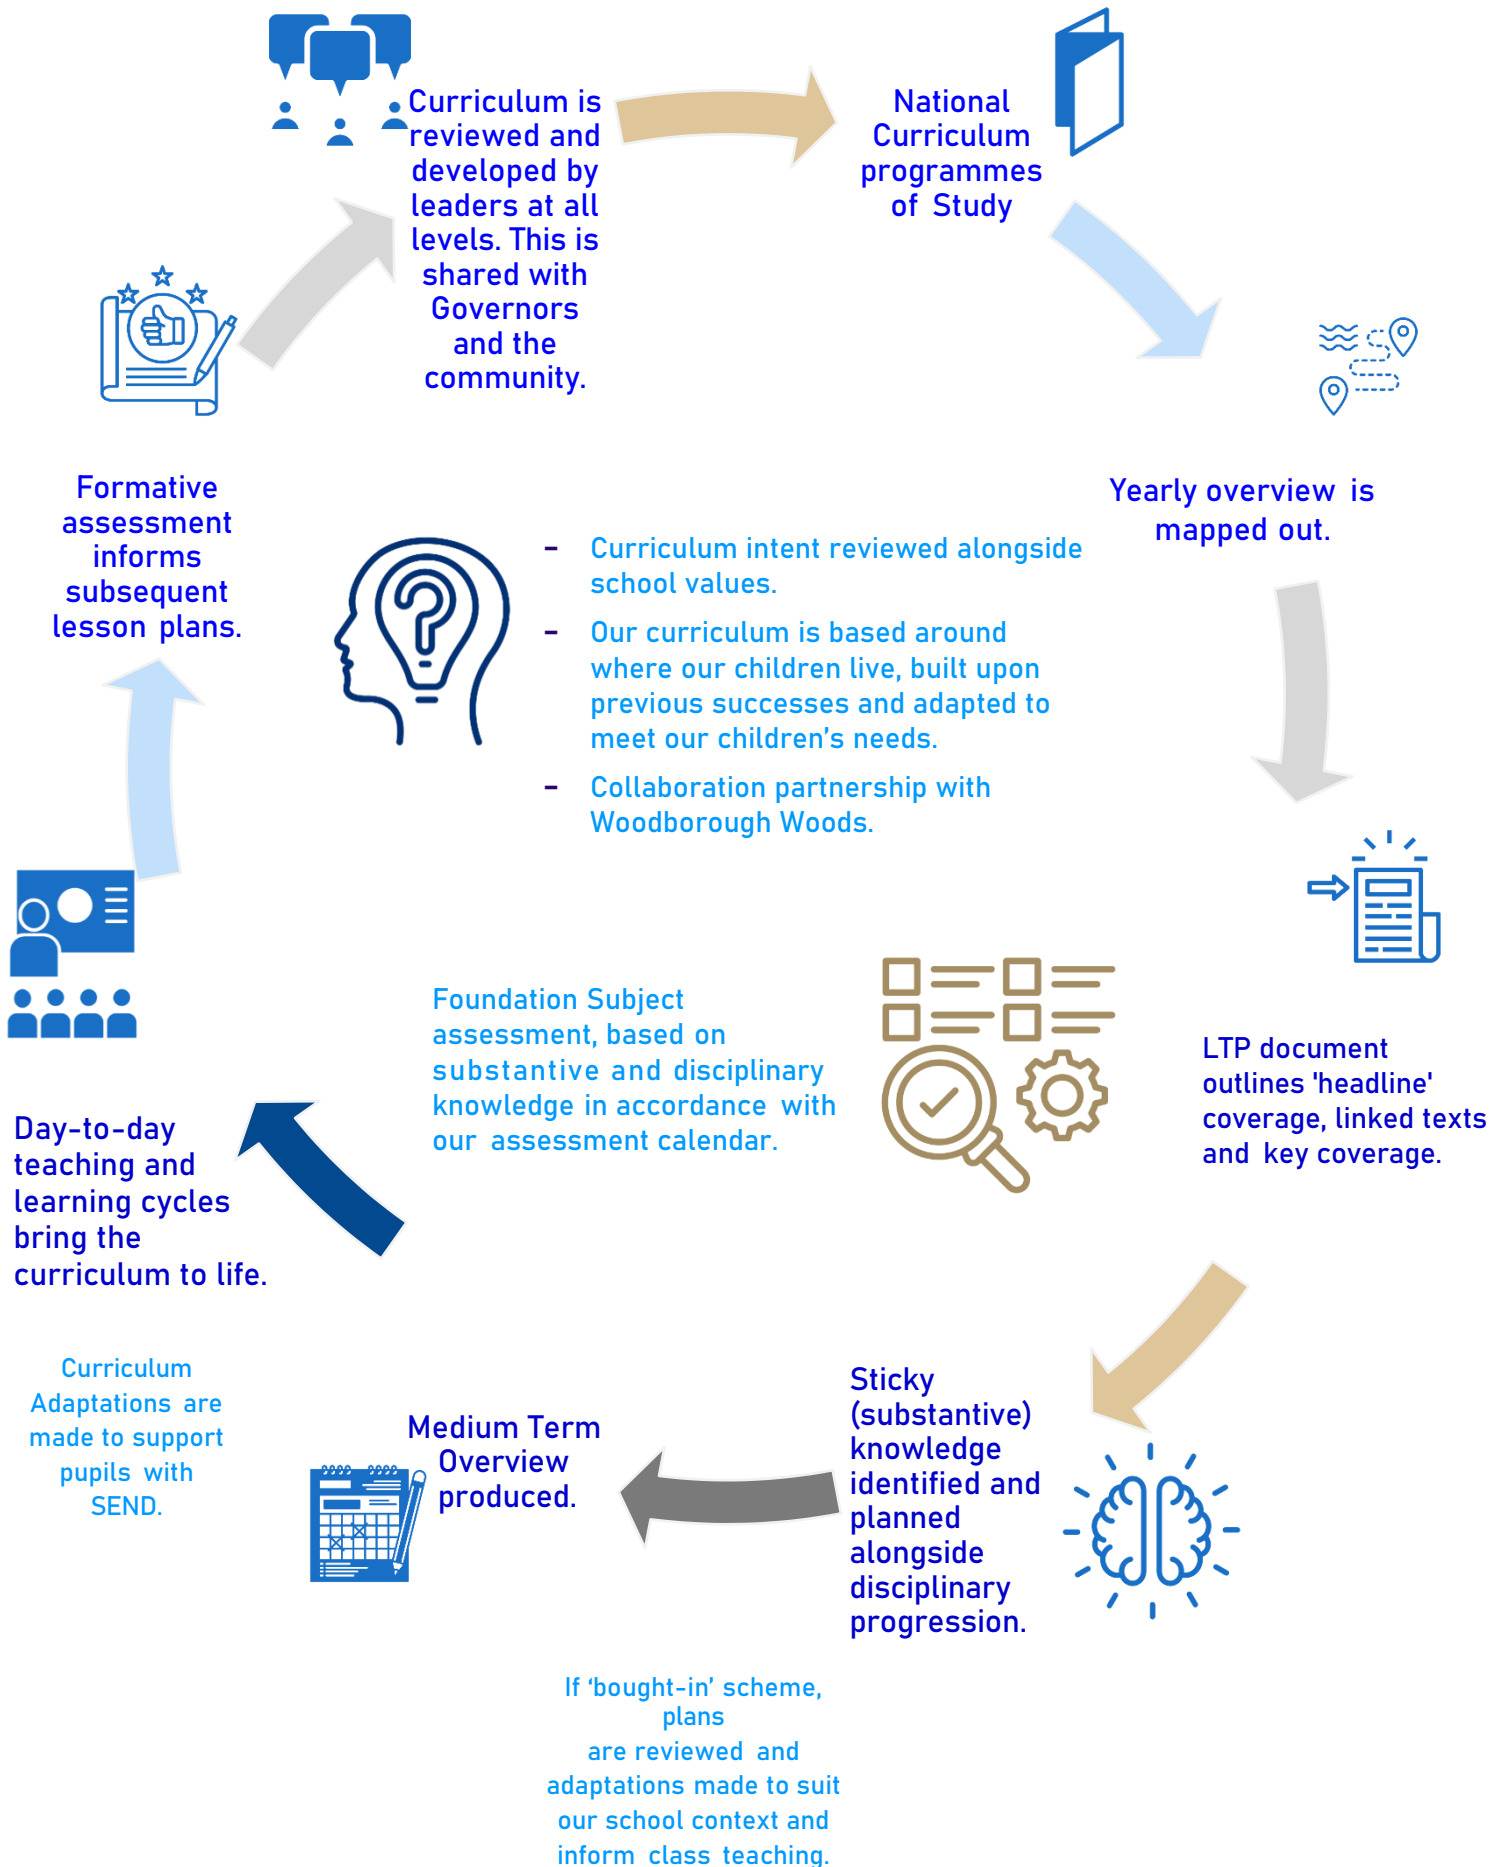 Curriculum is
reviewed and
developed by
leaders at all
levels. This is
shared with
Governors
and the
community.
National
Curriculum
programmes
of Study
Yearly overview is
mapped out.
Formative
assessment
informs
subsequent
lesson plans.
- Curriculum intent reviewed alongside
school values.
- Our curriculum is based around
where our children live, built upon
previous successes and adapted to
meet our children’s needs.
- Collaboration partnership with
Woodborough Woods.
Foundation Subject
assessment, based on
substantive and disciplinary
knowledge in accordance with
our assessment calendar.
LTP document
outlines 'headline'
coverage, linked texts
and key coverage.
Day-to-day
teaching and
learning cycles
bring the
curriculum to life.
Curriculum
Adaptations are
made to support
pupils with
SEND.
Medium Term
Overview
produced.
Sticky
(substantive)
knowledge
identified and
planned
alongside
disciplinary
progression.
If ‘bought-in’ scheme,
plans
are reviewed and
adaptations made to suit
our school context and
inform class teaching.